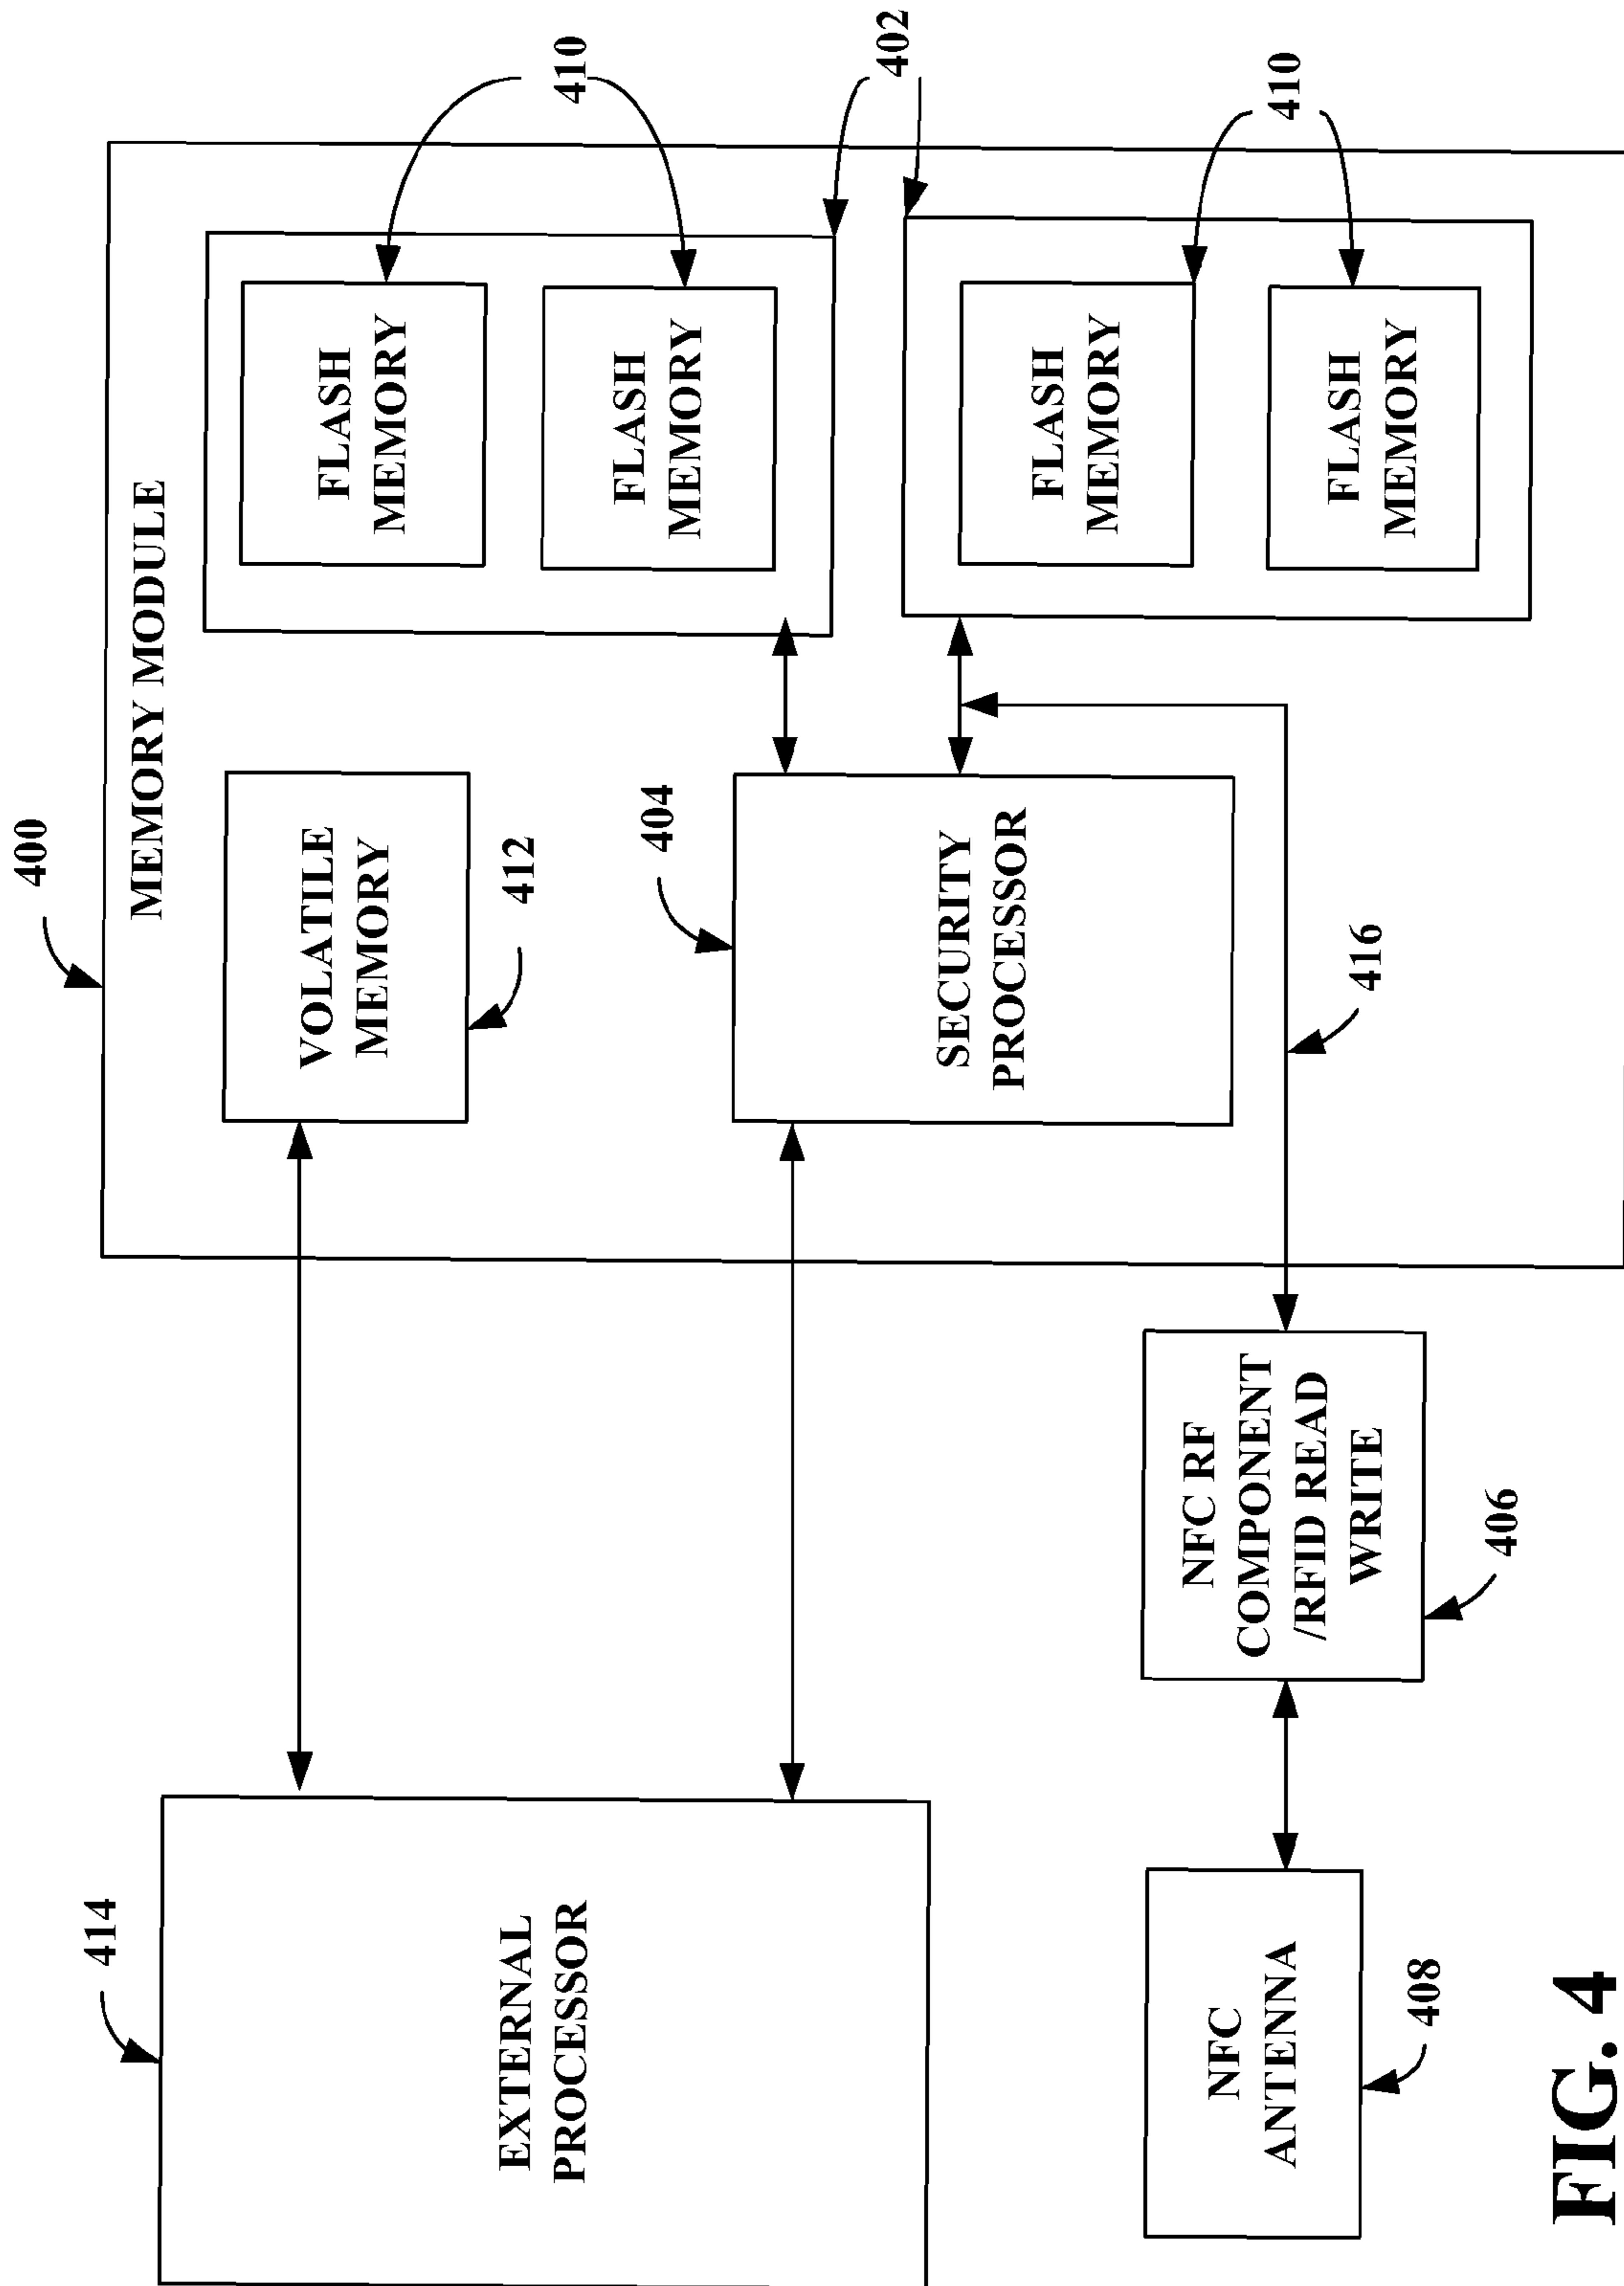 400
MEMORY MODULE
414
EXTERNAL
PROCESSOR
VOLATILE
MEMORY
412
FLASH
MEMORY
FLASH
MEMORY
410
404
SECURITY
PROCESSOR
402
FLASH
MEMORY
FLASH
MEMORY
410
416
NFC
ANTENNA
408
NFC RF
COMPONENT
/RFID READ
WRITE
406
FIG. 4